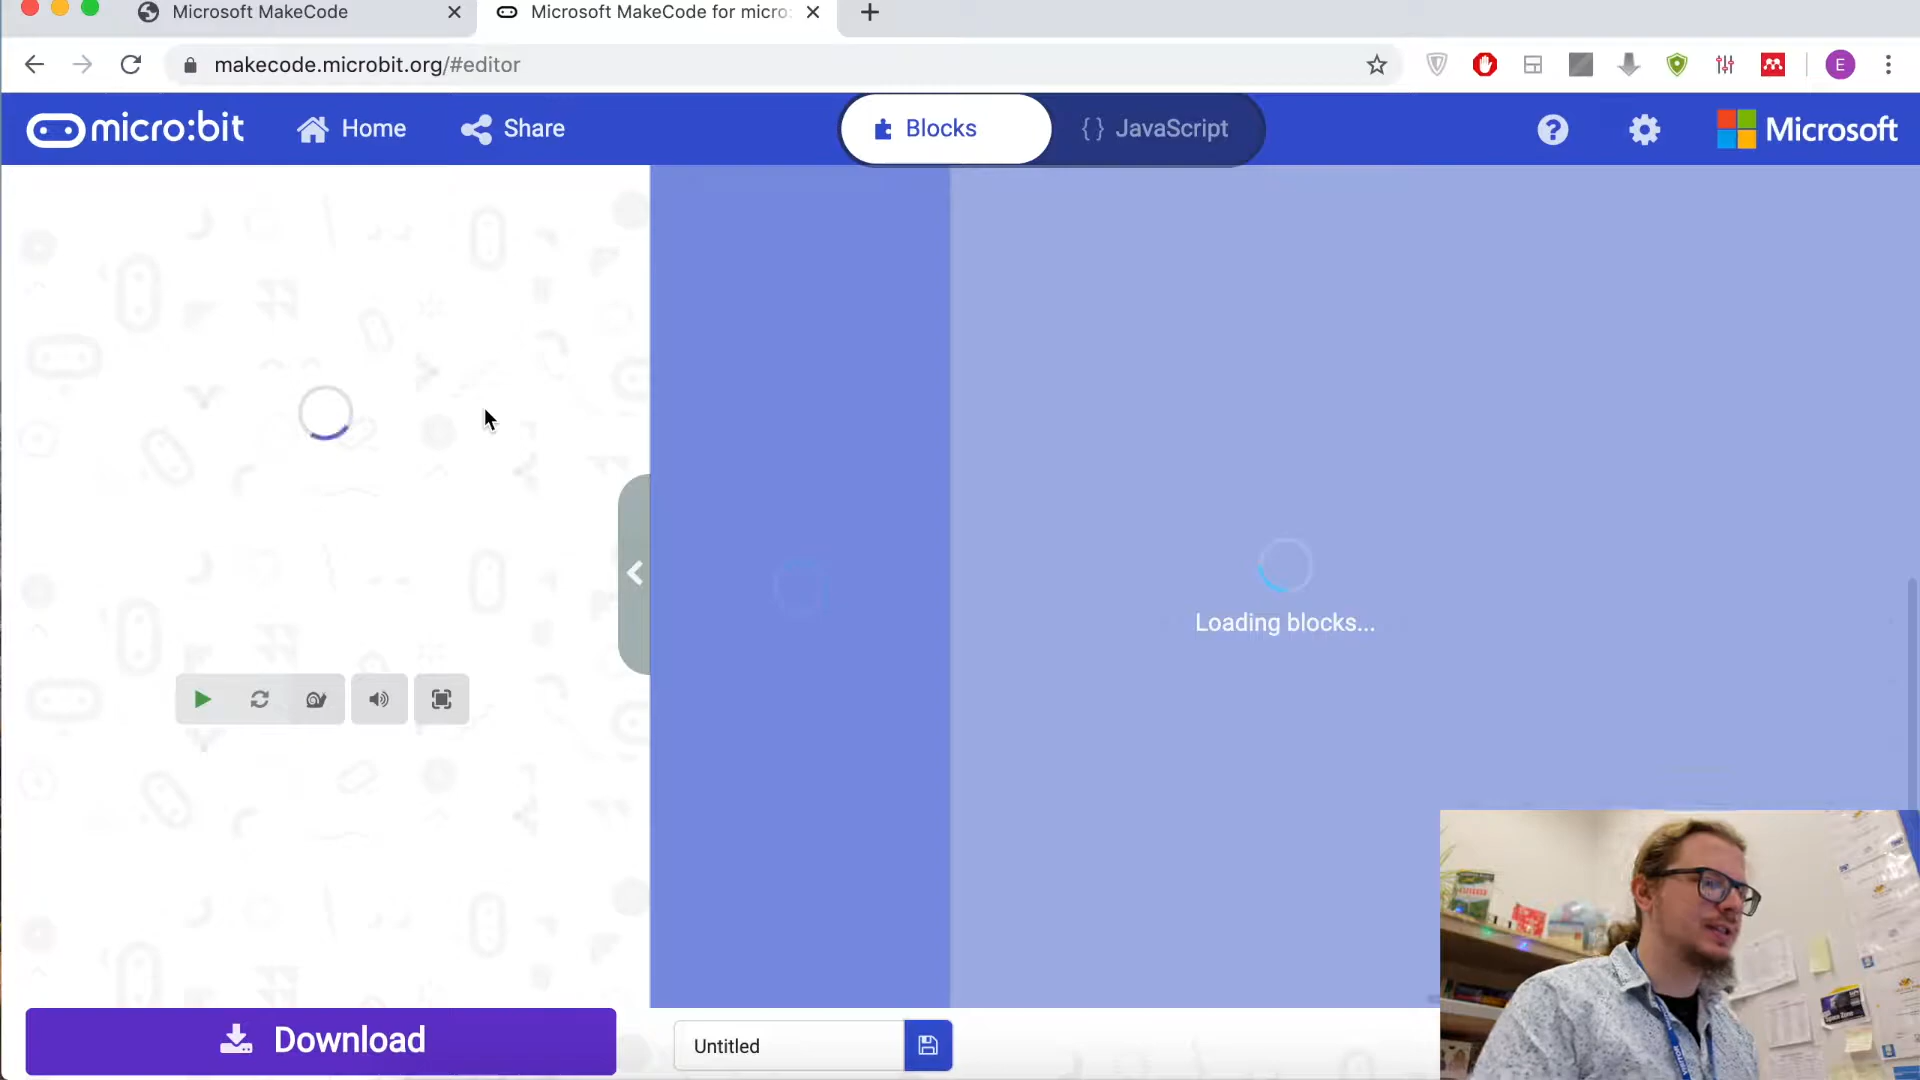 Microsoft MakeCode
Microsoft MakeCode for micro:
makecode.microbit.org/#editor
E
micro:bit
Home
Share
Blocks
{ } JavaScript
Microsoft
Loading blocks...
Download
Untitled